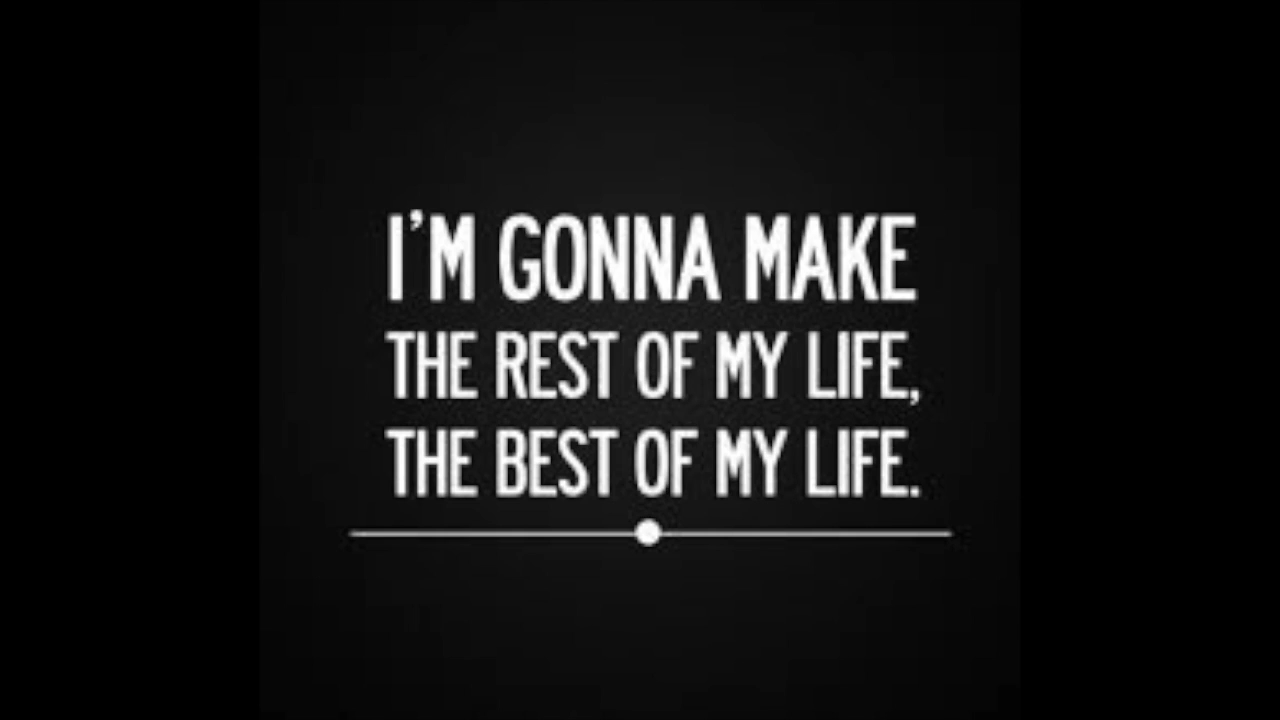 I'M GONNA MAKE
THE REST OF MY LIFE,
THE BEST OF MY LIFE.